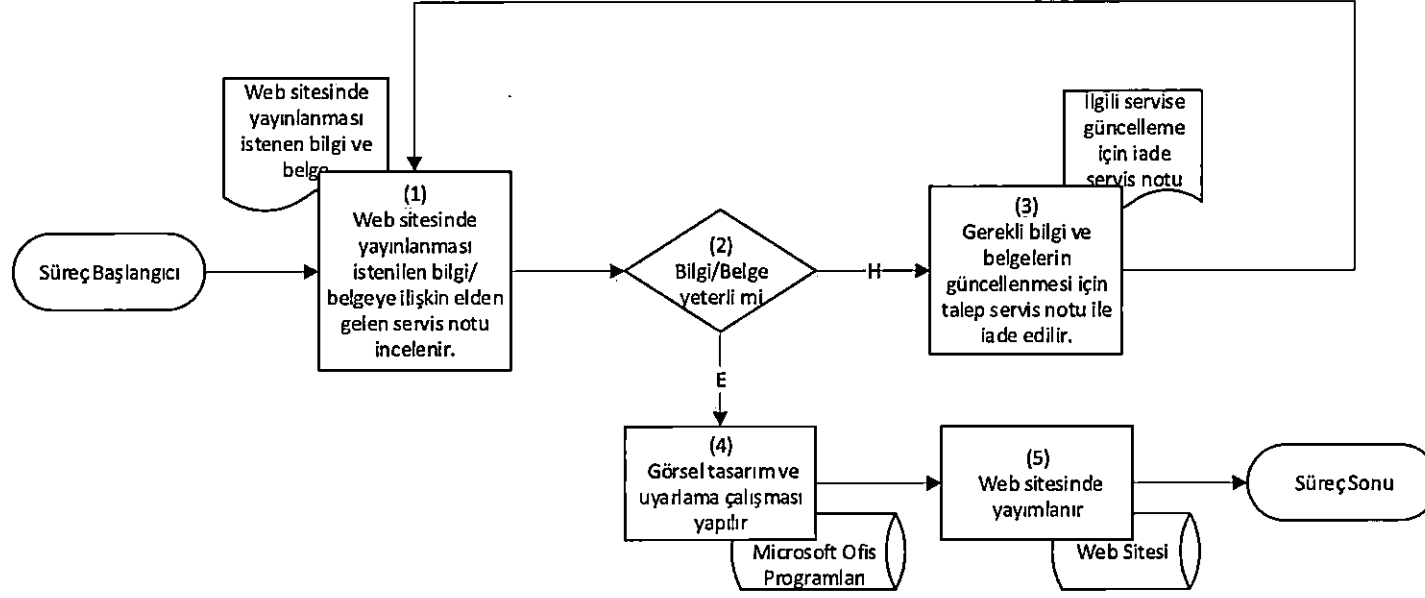 Web sitesinde
yayınlanması
istenen bilgi ve
belge
İlgili servise
güncelleme
için iade
servis notu
Süreç Başlangıcı
(1)
Web sitesinde
yayınlanması
istenilen bilgi/
belgeye ilişkin elden
gelen servis notu
incelenir.
(2)
Bilgi/Belge
yeterli mi
H
(3)
Gerekli bilgi ve
belgelerin
güncellenmesi için
talep servis notu ile
iade edilir.
E
(4)
Görsel tasarım ve
uyarlama çalışması
yapılır
Microsoft Ofis
Programları
(5)
Web sitesinde
yayımlanır
Web Sitesi
Süreç Sonu